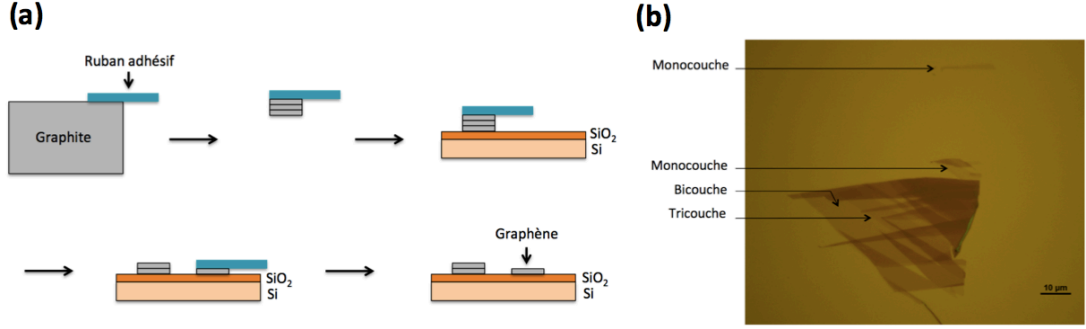 (a)
Ruban adhésif
Graphite
SiO2
Si
Graphène
SiO2
Si
SiO2
Si
(b)
Monocouche
Monocouche
Bicouche
Tricouche
10 µm